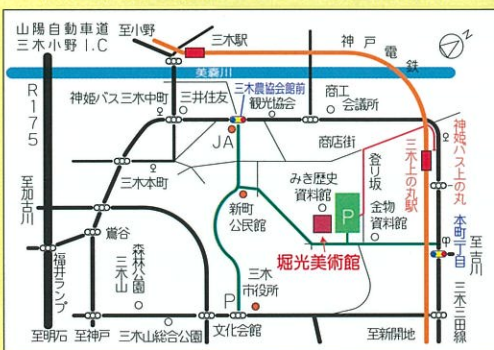 山陽自動車道
三木小野I.C
至小野
三木駅
神戸電鉄
美嚢川
R175
神姫バス三木中町
三井住友
三木農協会館前
観光協会
商工会議所
JA
商店街
登り坂
三木上の丸駅
神姫バス上の丸
至加古川
三木本町
みき歴史資料館
P
金物資料館
新町公民館
本町二丁目
至吉川
鶯谷
森林公園三木山
堀光美術館
三木市役所
福井ランプ
P
三木三田線
至明石
至神戸
三木山総合公園
文化会館
至新開地